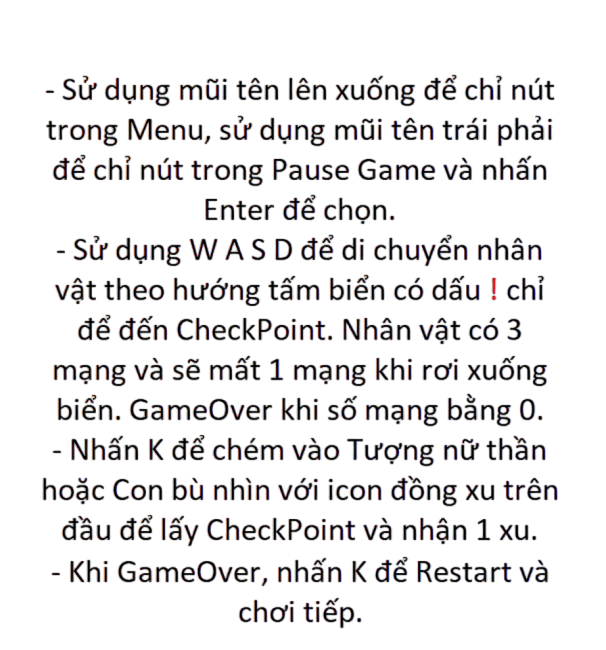 - Sử dụng mũi tên lên xuống để chỉ nút
trong Menu, sử dụng mũi tên trái phải
để chỉ nút trong Pause Game và nhấn
Enter để chọn.
- Sử dụng W A S D để di chuyển nhân
vật theo hướng tấm biển có dấu ! chỉ
để đến CheckPoint. Nhân vật có 3
mạng và sẽ mất 1 mạng khi rơi xuống
biển. GameOver khi số mạng bằng 0.
- Nhấn K để chém vào Tượng nữ thần
hoặc Con bù nhìn với icon đồng xu trên
đầu để lấy CheckPoint và nhận 1 xu.
- Khi GameOver, nhấn K để Restart và
chơi tiếp.